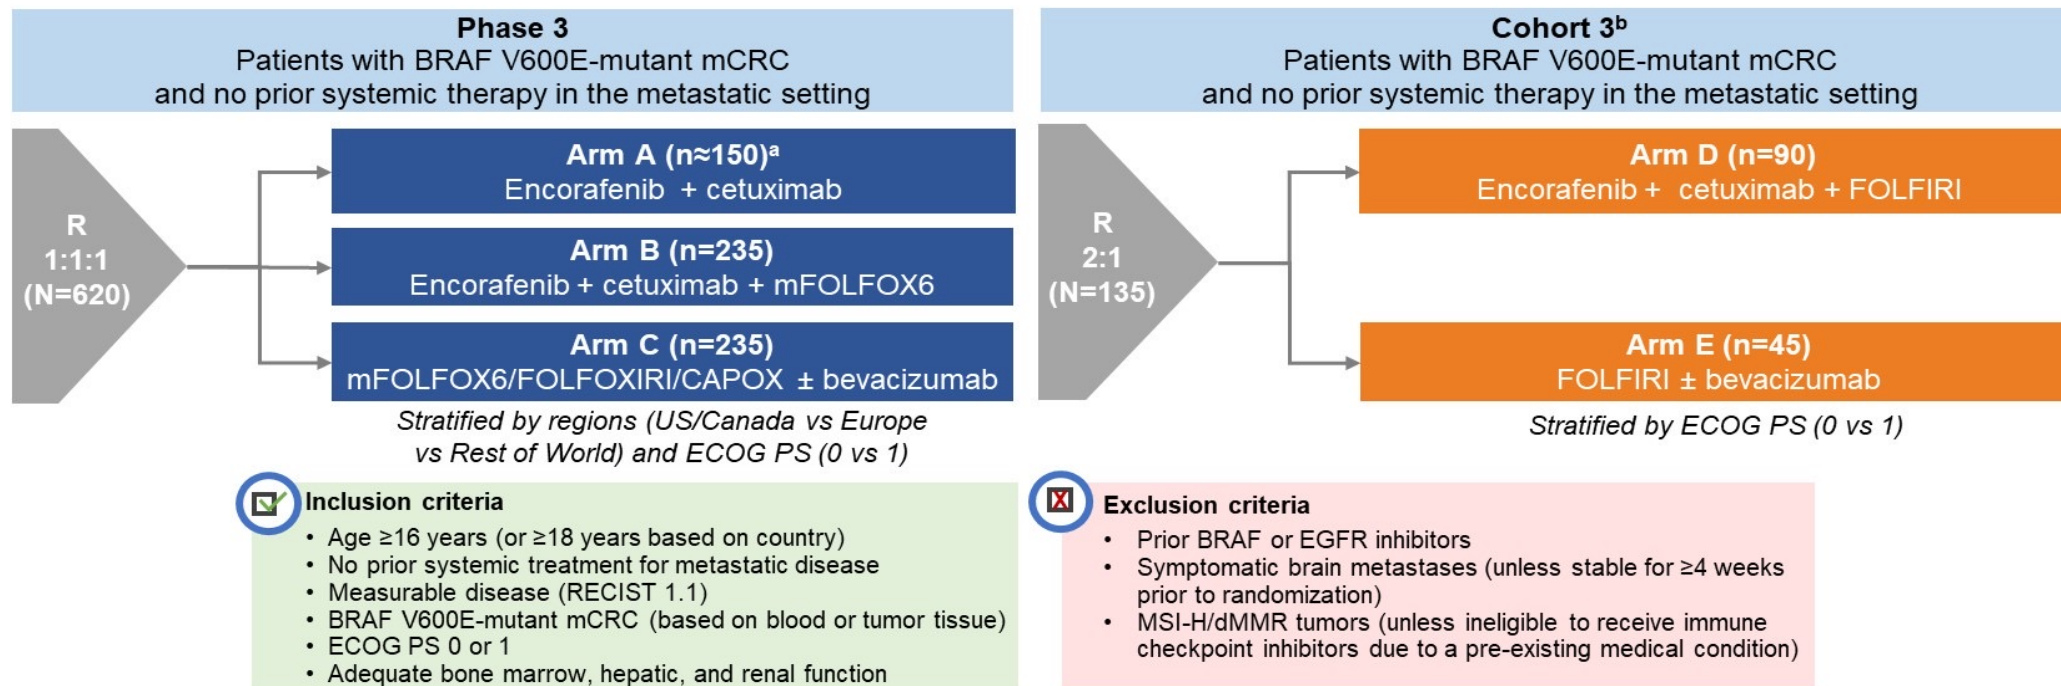 Phase 3
Patients with BRAF V600E-mutant mCRC
and no prior systemic therapy in the metastatic setting
R
1:1:1
(N=620)
Arm A (n≈150)ᵃ
Encorafenib + cetuximab
Arm B (n=235)
Encorafenib + cetuximab + mFOLFOX6
Arm C (n=235)
mFOLFOX6/FOLFOXIRI/CAPOX ± bevacizumab
Stratified by regions (US/Canada vs Europe
vs Rest of World) and ECOG PS (0 vs 1)
Cohort 3ᵇ
Patients with BRAF V600E-mutant mCRC
and no prior systemic therapy in the metastatic setting
R
2:1
(N=135)
Arm D (n=90)
Encorafenib + cetuximab + FOLFIRI
Arm E (n=45)
FOLFIRI ± bevacizumab
Stratified by ECOG PS (0 vs 1)
Inclusion criteria
• Age ≥16 years (or ≥18 years based on country)
• No prior systemic treatment for metastatic disease
• Measurable disease (RECIST 1.1)
• BRAF V600E-mutant mCRC (based on blood or tumor tissue)
• ECOG PS 0 or 1
• Adequate bone marrow, hepatic, and renal function
Exclusion criteria
• Prior BRAF or EGFR inhibitors
• Symptomatic brain metastases (unless stable for ≥4 weeks
prior to randomization)
• MSI-H/dMMR tumors (unless ineligible to receive immune
checkpoint inhibitors due to a pre-existing medical condition)